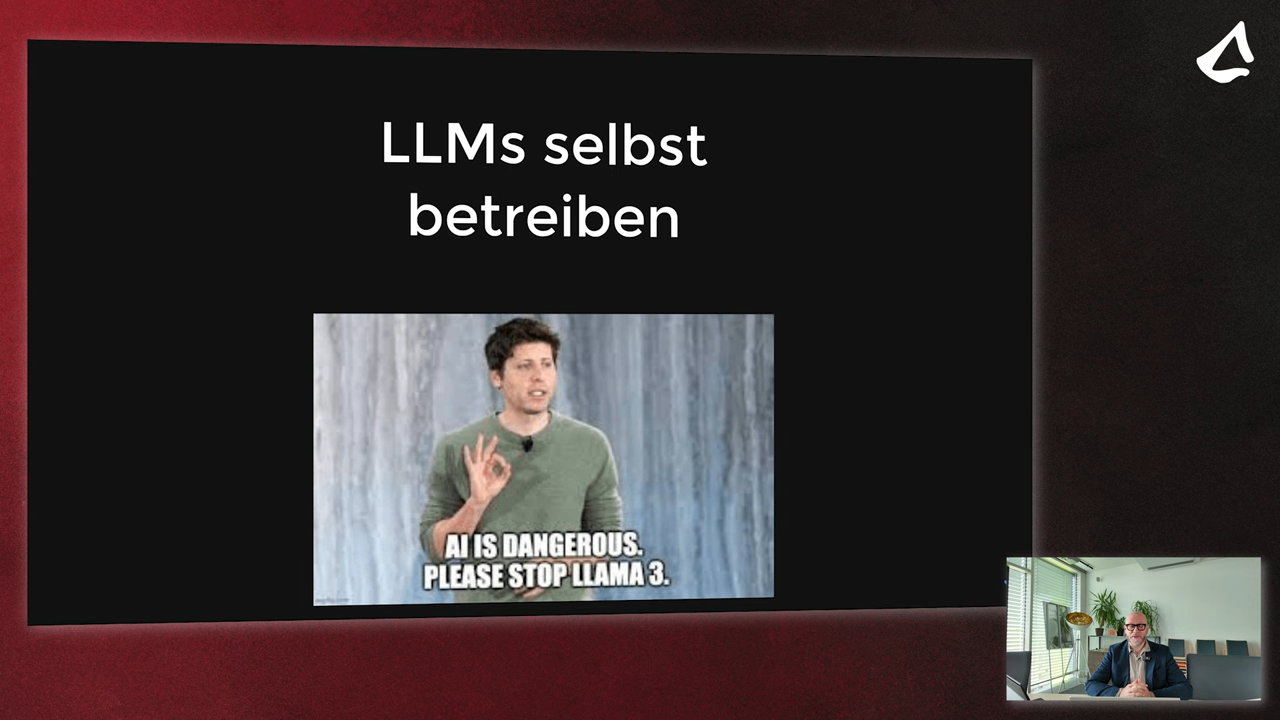 LLMs selbst
betreiben
AI IS DANGEROUS.
PLEASE STOP LLAMA 3.